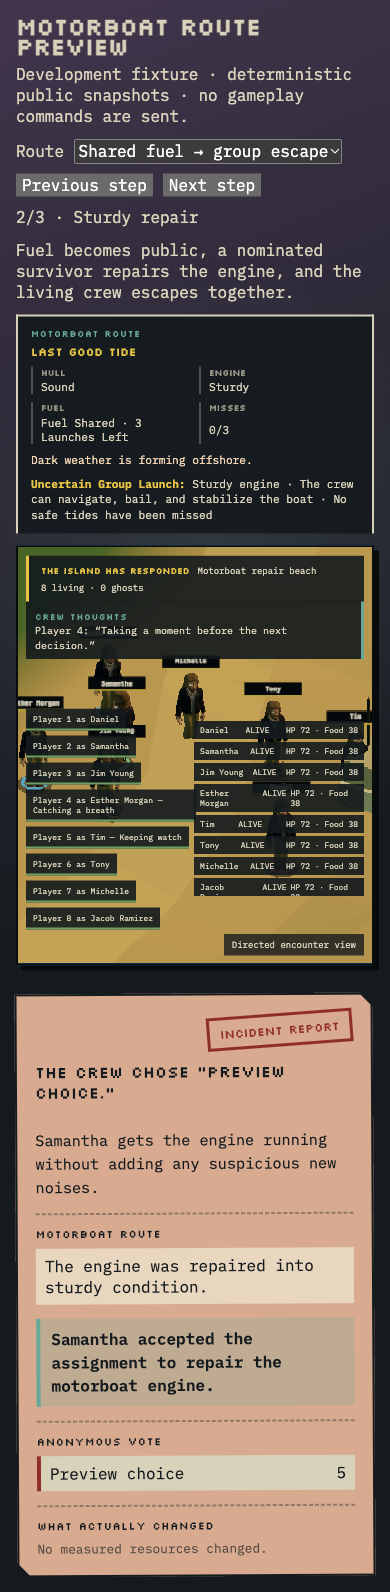 MOTORBOAT ROUTE
PREVIEW
Development fixture · deterministic
public snapshots · no gameplay
commands are sent.
Route Shared fuel → group escape
Previous step Next step
2/3 · Sturdy repair
Fuel becomes public, a nominated
survivor repairs the engine, and the
living crew escapes together.
MOTORBOAT ROUTE
LAST GOOD TIDE
HULL
Sound
ENGINE
Sturdy
FUEL
Fuel Shared · 3
Launches Left
MISSES
0/3
Dark weather is forming offshore.
Uncertain Group Launch: Sturdy engine · The crew
can navigate, bail, and stabilize the boat · No
safe tides have been missed
THE ISLAND HAS RESPONDED Motorboat repair beach
8 living · 0 ghosts
CREW THOUGHTS
Player 4: “Taking a moment before the next
decision.”
Michelle
Samantha
Tony
ther Morgan
Tim
Player 1 as Daniel
Player 2 as Samantha
Player 3 as Jim Young
Player 4 as Esther Morgan —
Catching a breath
Player 5 as Tim — Keeping watch
Player 6 as Tony
Player 7 as Michelle
Player 8 as Jacob Ramirez
Daniel ALIVE HP 72 · Food 38
Samantha ALIVE HP 72 · Food 38
Jim Young ALIVE HP 72 · Food 38
Esther Morgan ALIVE HP 72 · Food 38
Tim ALIVE HP 72 · Food 38
Tony ALIVE HP 72 · Food 38
Michelle ALIVE HP 72 · Food 38
Jacob ALIVE HP 72 · Food
Directed encounter view
INCIDENT REPORT
THE CREW CHOSE "PREVIEW
CHOICE."
Samantha gets the engine running
without adding any suspicious new
noises.
MOTORBOAT ROUTE
The engine was repaired into
sturdy condition.
Samantha accepted the
assignment to repair the
motorboat engine.
ANONYMOUS VOTE
Preview choice 5
WHAT ACTUALLY CHANGED
No measured resources changed.